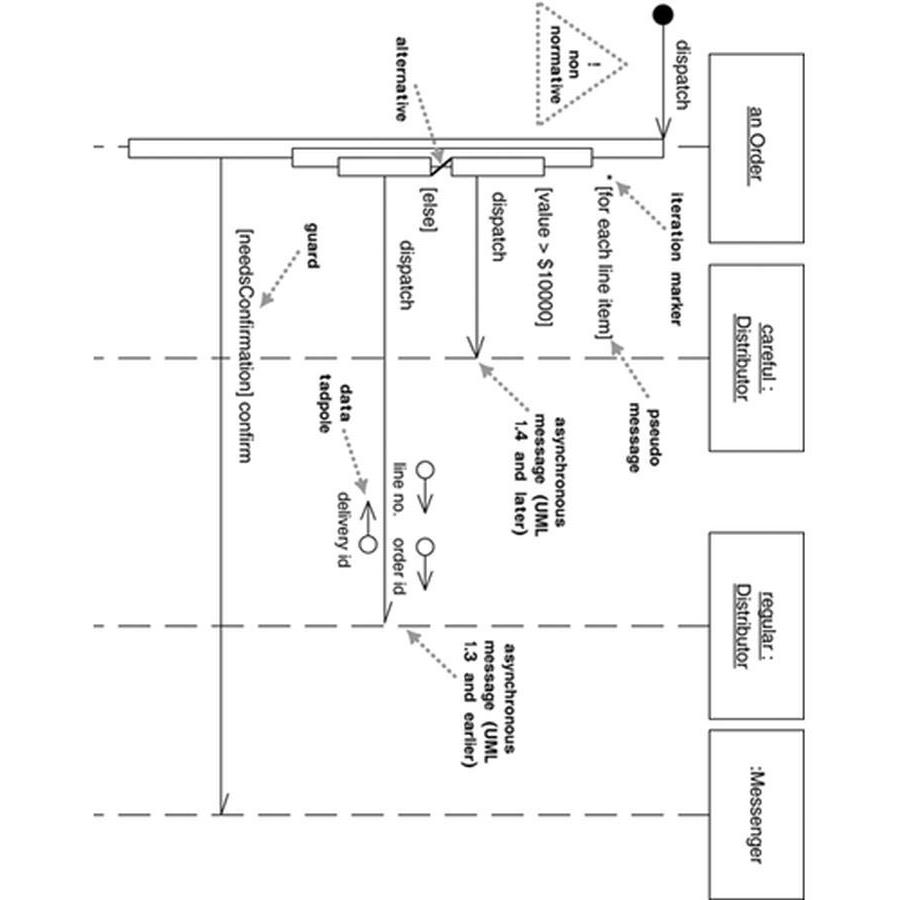 an Order
careful :
Distributor
regular :
Distributor
:Messenger
dispatch
!
non
normative
iteration marker
* [for each line item]
pseudo
message
[value > $10000]
dispatch
asynchronous
message (UML
1.4 and later)
alternative
[else]
dispatch
line no.
order id
asynchronous
message (UML
1.3 and earlier)
data
tadpole
delivery id
guard
[needsConfirmation] confirm